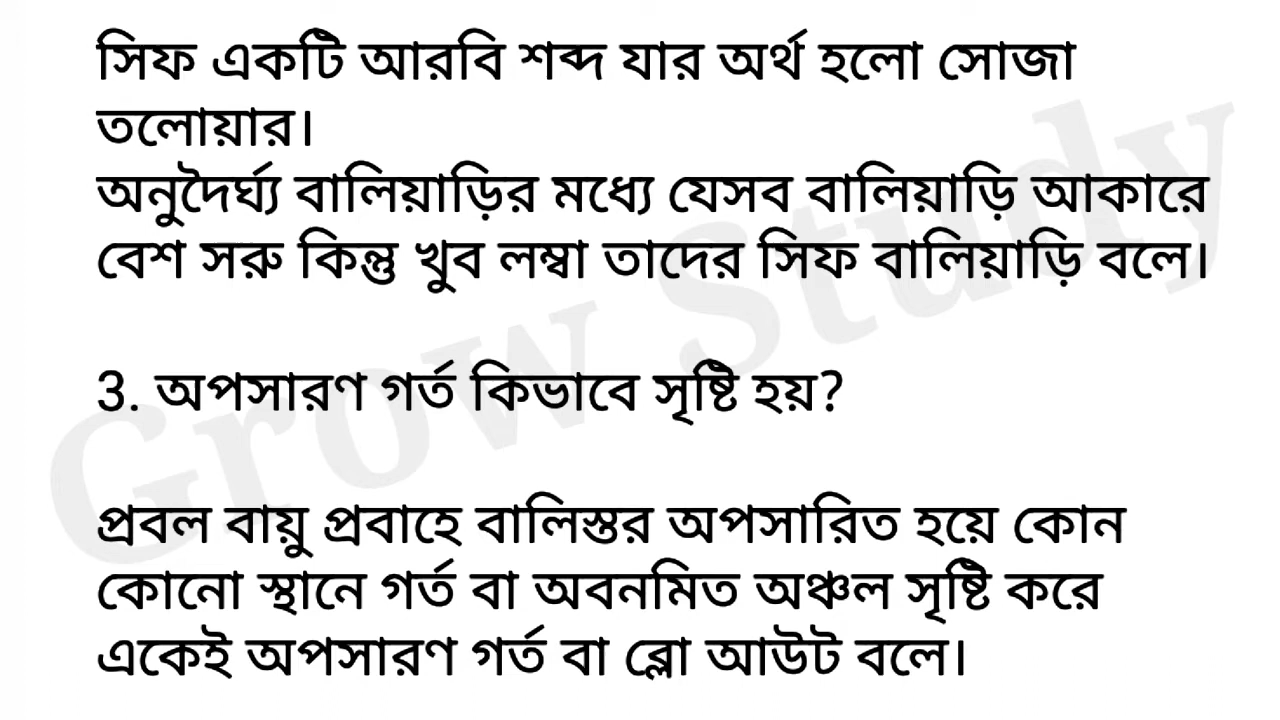 সিফ একটি আরবি শব্দ যার অর্থ হলো সোজা
তলোয়ার।
অনুদৈর্ঘ্য বালিয়াড়ির মধ্যে যেসব বালিয়াড়ি আকারে
বেশ সরু কিন্তু খুব লম্বা তাদের সিফ বালিয়াড়ি বলে।
3. অপসারণ গর্ত কিভাবে সৃষ্টি হয়?
প্রবল বায়ু প্রবাহে বালিস্তর অপসারিত হয়ে কোন
কোনো স্থানে গর্ত বা অবনমিত অঞ্চল সৃষ্টি করে
একেই অপসারণ গর্ত বা ব্লো আউট বলে।
Grow Study